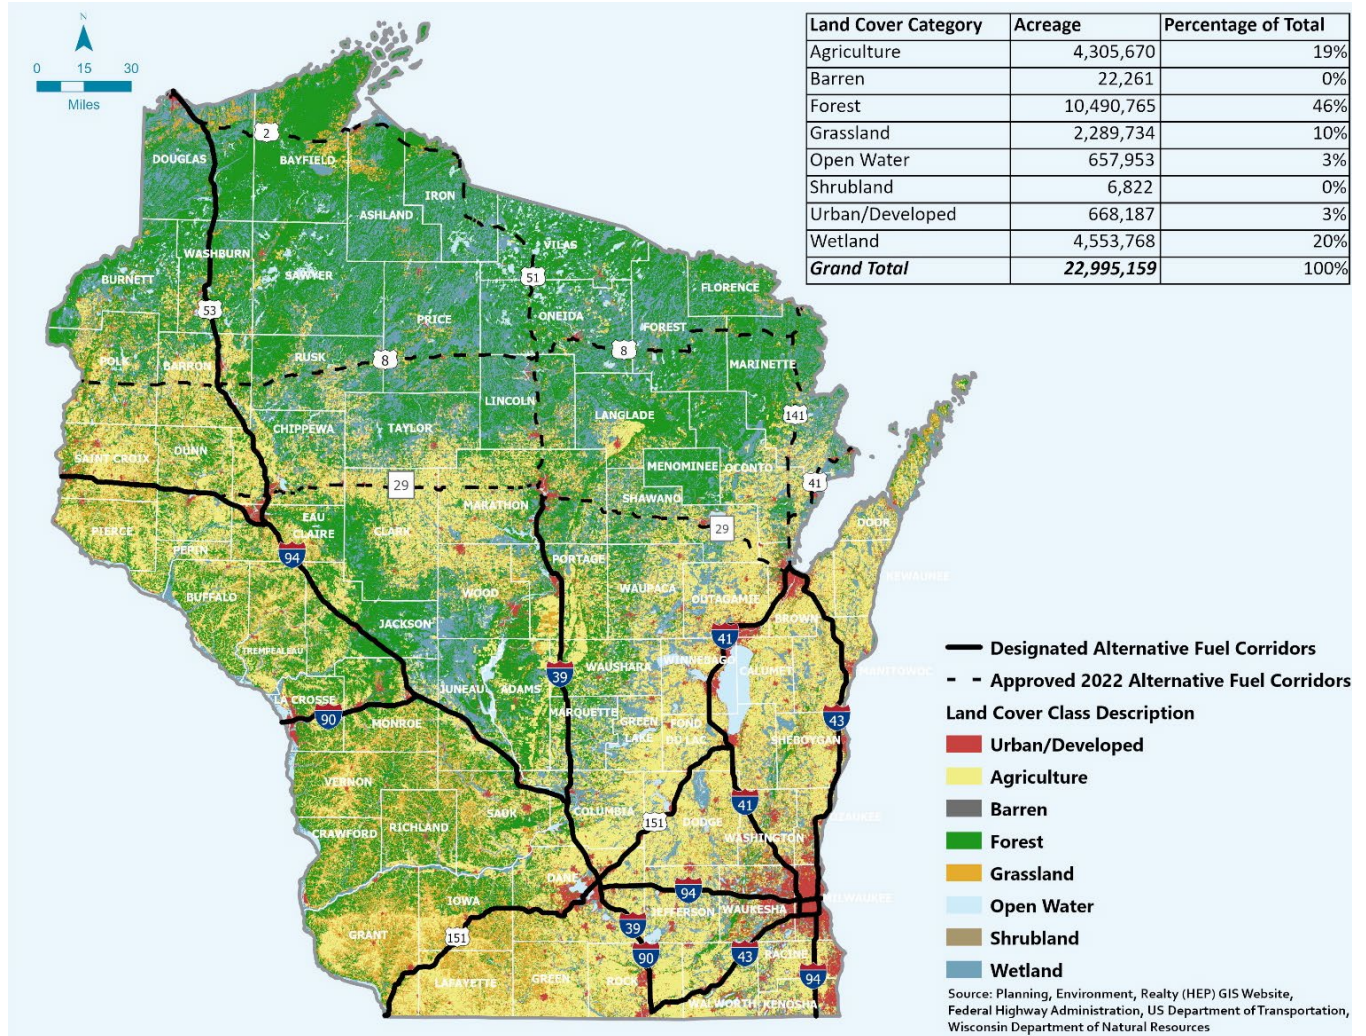 Land Cover Category Acreage Percentage of Total
Agriculture 4,305,670 19%
Barren 22,261 0%
Forest 10,490,765 46%
Grassland 2,289,734 10%
Open Water 657,953 3%
Shrubland 6,822 0%
Urban/Developed 668,187 3%
Wetland 4,553,768 20%
Grand Total 22,995,159 100%
0 15 30
Miles
2
DOUGLAS
BAYFIELD
IRON
ASHLAND
VILAS
WASHBURN
SAWYER
BURNETT
51
FLORENCE
53
PRICE
ONEIDA
FOREST
8
RUSK
8
POLK
BARRON
MARINETTE
LINCOLN
LANGLADE
141
CHIPPEWA
TAYLOR
DUNN
SAINT CROIX
MENOMINEE
OCONTO
41
29
SHAWANO
MARATHON
EAU
CLAIRE
CLARK
29
DOOR
PIERCE
PEPIN
94
PORTAGE
KEWAUNEE
BUFFALO
WOOD
WAUPACA
OUTAGAMIE
JACKSON
BROWN
41
TREMPEALEAU
WAUSHARA
WINNEBAGO
CALUMET
MANITOWOC
39
JUNEAU
ADAMS
LA CROSSE
90
MONROE
MARQUETTE
GREEN
LAKE
FOND
DU LAC
43
SHEBOYGAN
VERNON
SAUK
COLUMBIA
41
DODGE
151
OZAUKEE
CRAWFORD
RICHLAND
WASHINGTON
DANE
94
IOWA
JEFFERSON
WAUKESHA
MILWAUKEE
39
GRANT
151
90
43
RACINE
LAFAYETTE
GREEN
ROCK
94
WALWORTH
KENOSHA
Designated Alternative Fuel Corridors
Approved 2022 Alternative Fuel Corridors
Land Cover Class Description
Urban/Developed
Agriculture
Barren
Forest
Grassland
Open Water
Shrubland
Wetland
Source: Planning, Environment, Realty (HEP) GIS Website,
Federal Highway Administration, US Department of Transportation,
Wisconsin Department of Natural Resources